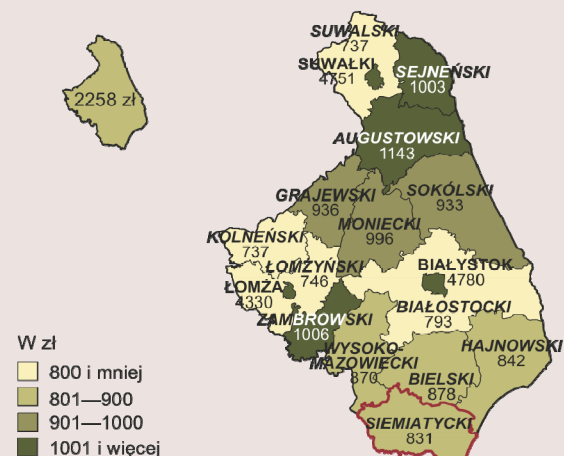 SUWALSKI
737
SUWAŁKI
4751
SEJNEŃSKI
1003
2258 zł
AUGUSTOWSKI
1143
GRAJEWSKI
936
SOKÓLSKI
933
MONIECKI
996
KOLNEŃSKI
737
ŁOMŻYŃSKI
746
BIAŁYSTOK
4780
ŁOMŻA
4330
BIAŁOSTOCKI
793
ZAMBROWSKI
1006
WYSOKO-
MAZOWIECKI
870
HAJNOWSKI
842
BIELSKI
878
SIEMIATYCKI
831
W zł
800 i mniej
801—900
901—1000
1001 i więcej